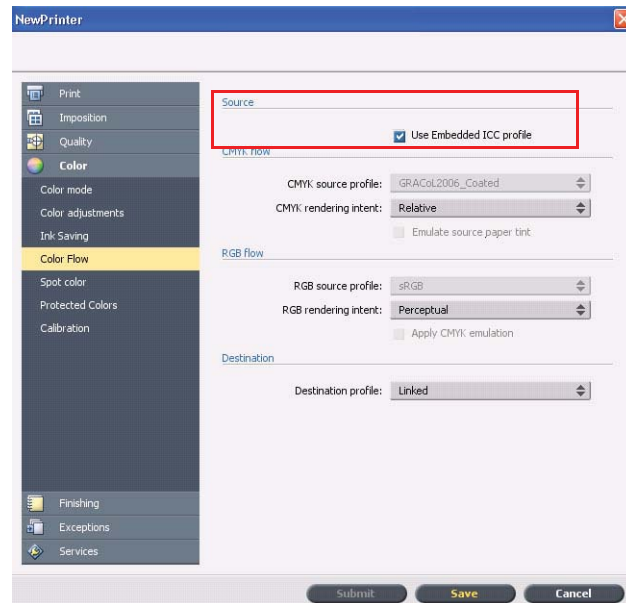 NewPrinter
Print
Imposition
Quality
Color
Color mode
Color adjustments
Ink Saving
Color Flow
Spot color
Protected Colors
Calibration
Finishing
Exceptions
Services
Source
Use Embedded ICC profile
CMYK flow
CMYK source profile: GRACoL2006_Coated
CMYK rendering intent: Relative
Emulate source paper tint
RGB flow
RGB source profile: sRGB
RGB rendering intent: Perceptual
Apply CMYK emulation
Destination
Destination profile: Linked
Submit Save Cancel